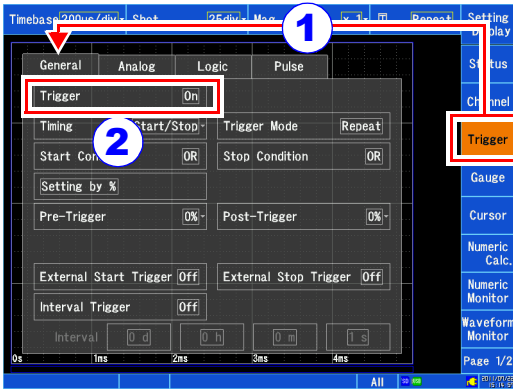 Timebase 200us/div Shot 25div Mag x 1 Repeat Setting
Display
1
General Analog Logic Pulse Status
Trigger On Channel
Timing Start/Stop Trigger Mode Repeat Trigger
2
Start OR Stop Condition OR
Setting by % Gauge
Pre-Trigger 0% Post-Trigger 0% Cursor
Numeric
Calc.
External Start Trigger Off External Stop Trigger Off Numeric
Monitor
Interval Trigger Off
Interval 0 d 0 h 0 m 1 s Waveform
Monitor
0s 1ms 2ms 3ms 4ms Page 1/2
All SD